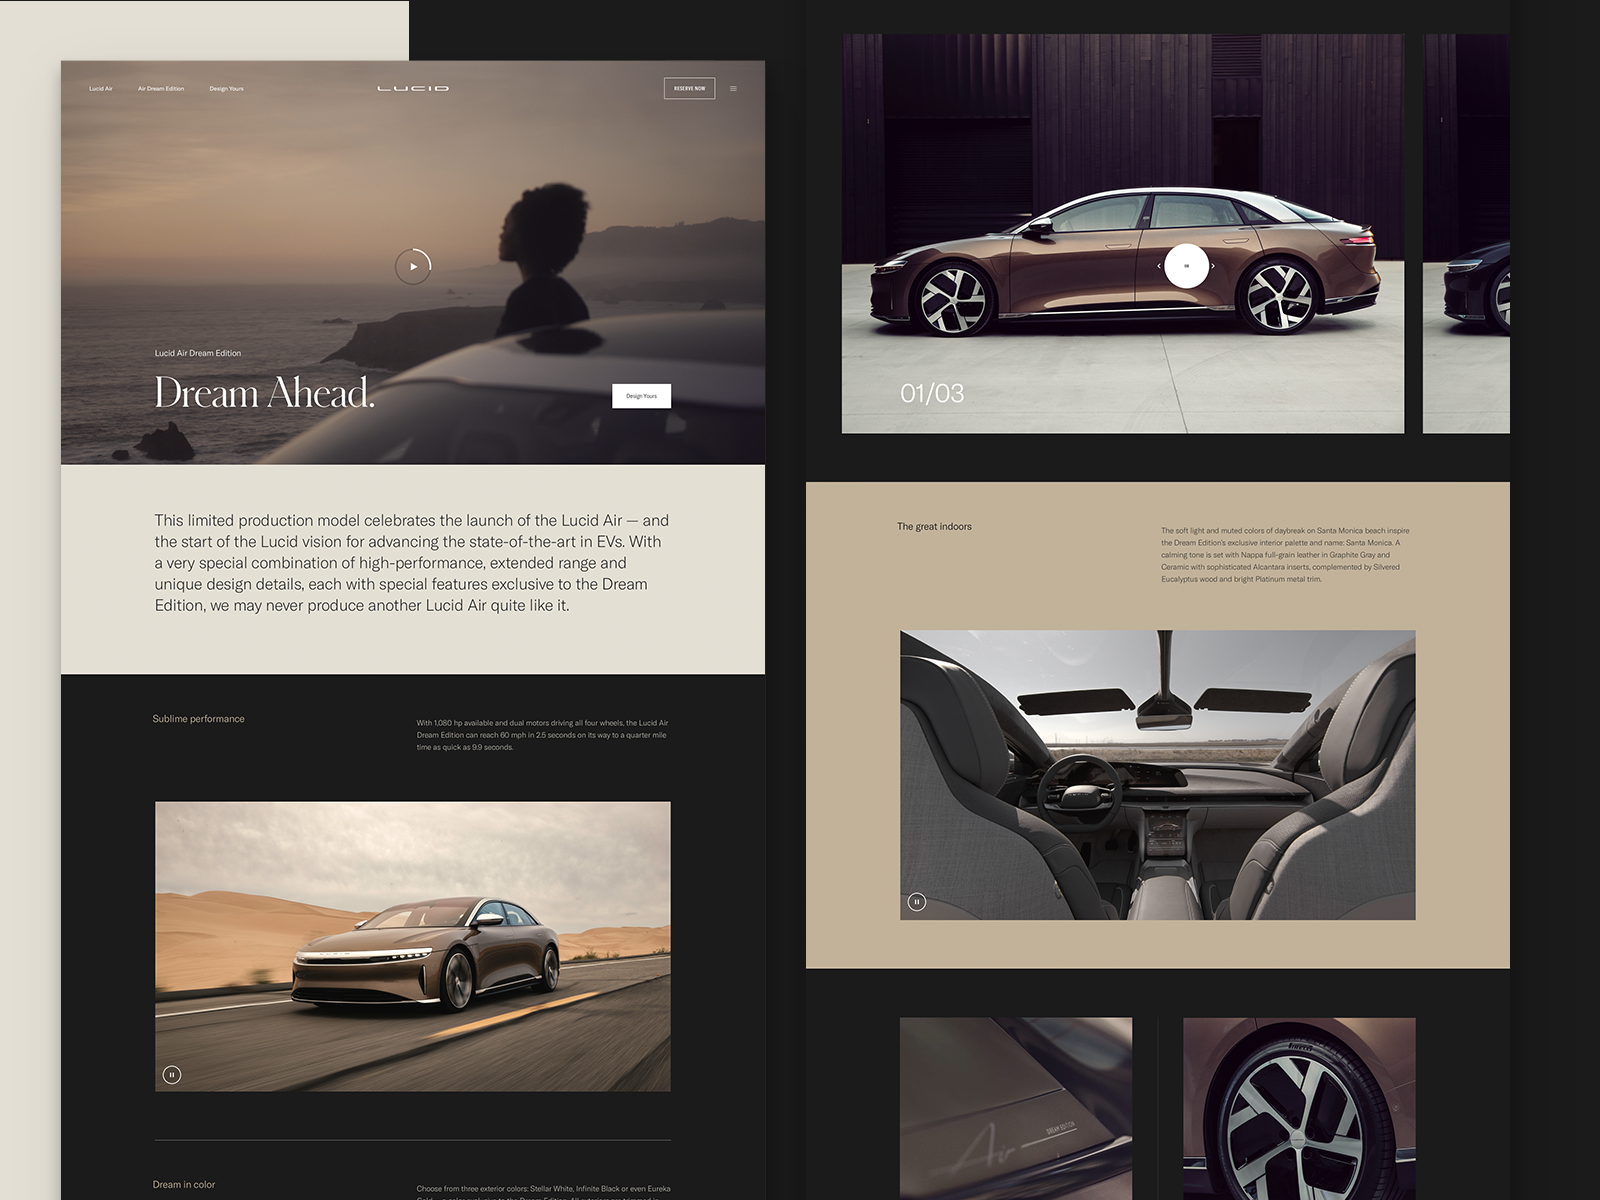 Lucid Air
Air Dream Edition
Design Yours
LUCID
RESERVE NOW
Lucid Air Dream Edition
Dream Ahead.
Design Yours
This limited production model celebrates the launch of the Lucid Air — and
the start of the Lucid vision for advancing the state-of-the-art in EVs. With
a very special combination of high-performance, extended range and
unique design details, each with special features exclusive to the Dream
Edition, we may never produce another Lucid Air quite like it.
Sublime performance
With 1,080 hp available and dual motors driving all four wheels, the Lucid Air
Dream Edition can reach 60 mph in 2.5 seconds on its way to a quarter mile
time as quick as 9.9 seconds.
Dream in color
Choose from three exterior colors: Stellar White, Infinite Black or even Eureka
01/03
The great indoors
The soft light and muted colors of daybreak on Santa Monica beach inspire
the Dream Edition's exclusive interior palette and name: Santa Monica. A
calming tone is set with Nappa full-grain leather in Graphite Gray and
Ceramic with sophisticated Alcantara inserts, complemented by Silvered
Eucalyptus wood and bright Platinum metal trim.
Air
DREAM EDITION